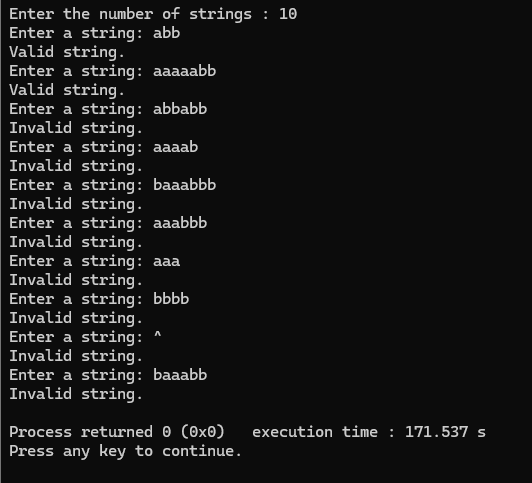 Enter the number of strings : 10
Enter a string: abb
Valid string.
Enter a string: aaaaabb
Valid string.
Enter a string: abbabb
Invalid string.
Enter a string: aaaab
Invalid string.
Enter a string: baaabbb
Invalid string.
Enter a string: aaabbb
Invalid string.
Enter a string: aaa
Invalid string.
Enter a string: bbbb
Invalid string.
Enter a string: ^
Invalid string.
Enter a string: baaabb
Invalid string.
Process returned 0 (0x0)   execution time : 171.537 s
Press any key to continue.